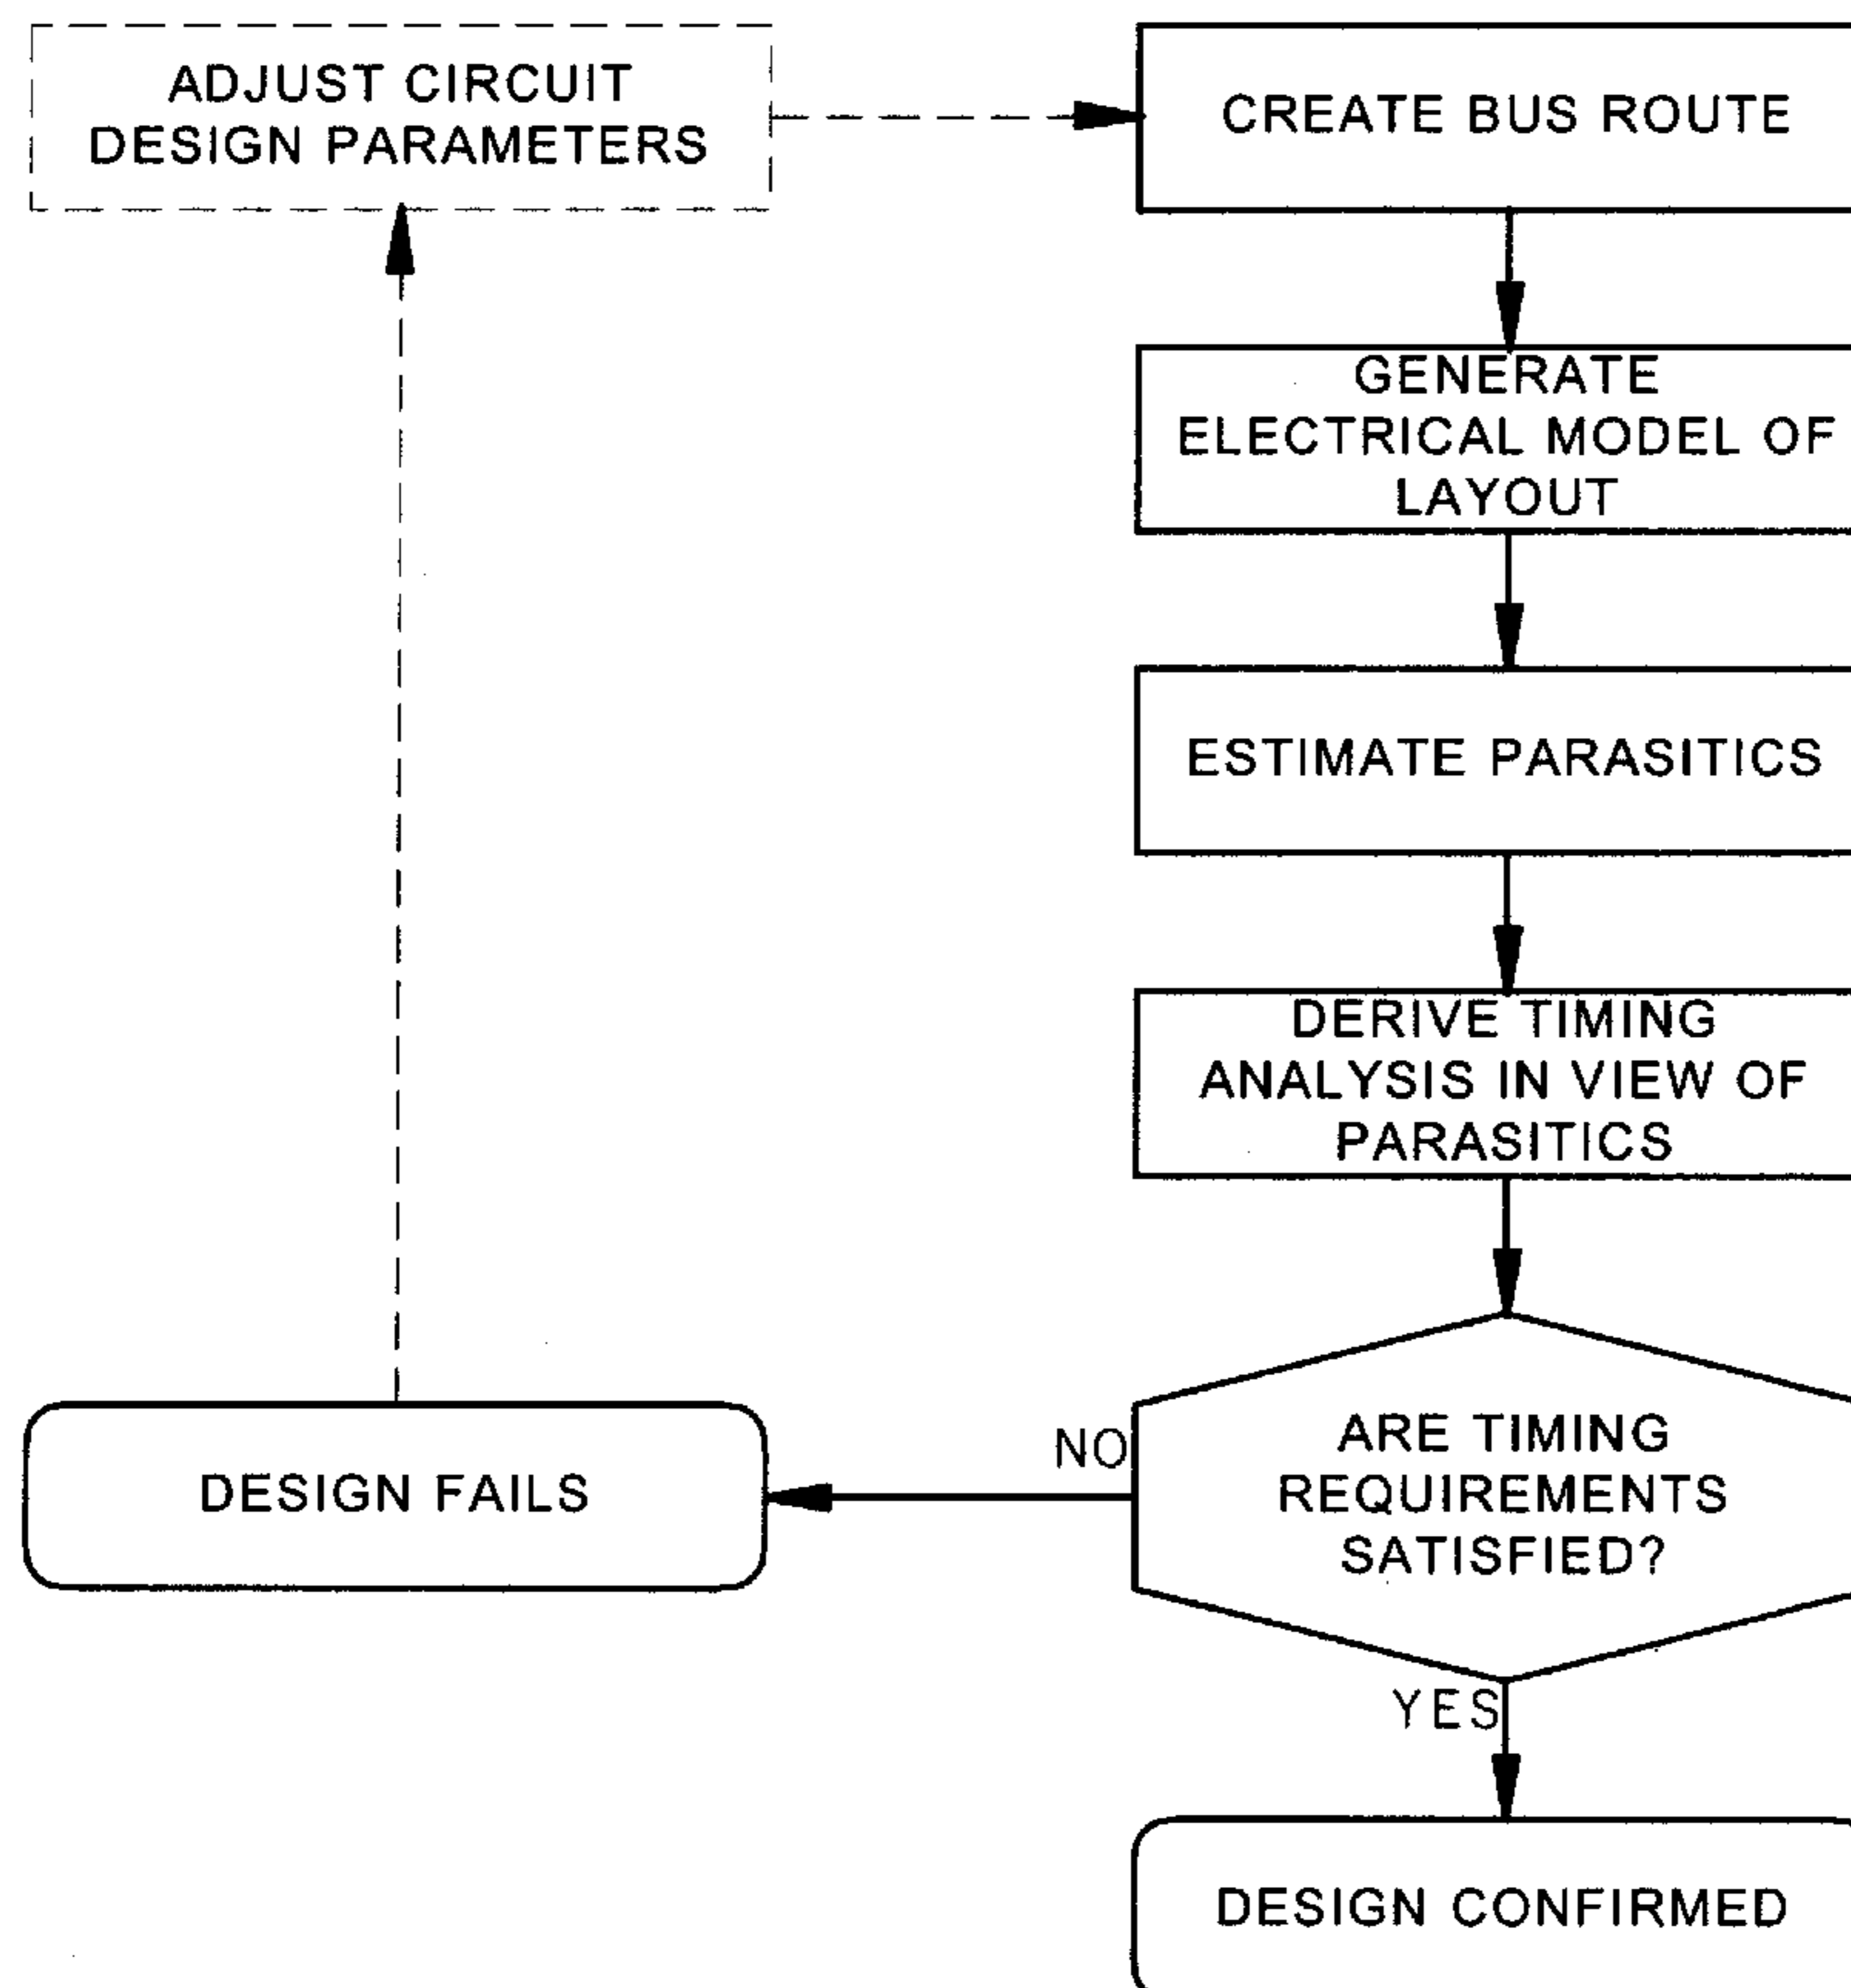 ADJUST CIRCUIT
DESIGN PARAMETERS
CREATE BUS ROUTE
GENERATE
ELECTRICAL MODEL OF
LAYOUT
ESTIMATE PARASITICS
DERIVE TIMING
ANALYSIS IN VIEW OF
PARASITICS
ARE TIMING
REQUIREMENTS
SATISFIED?
NO
DESIGN FAILS
YES
DESIGN CONFIRMED